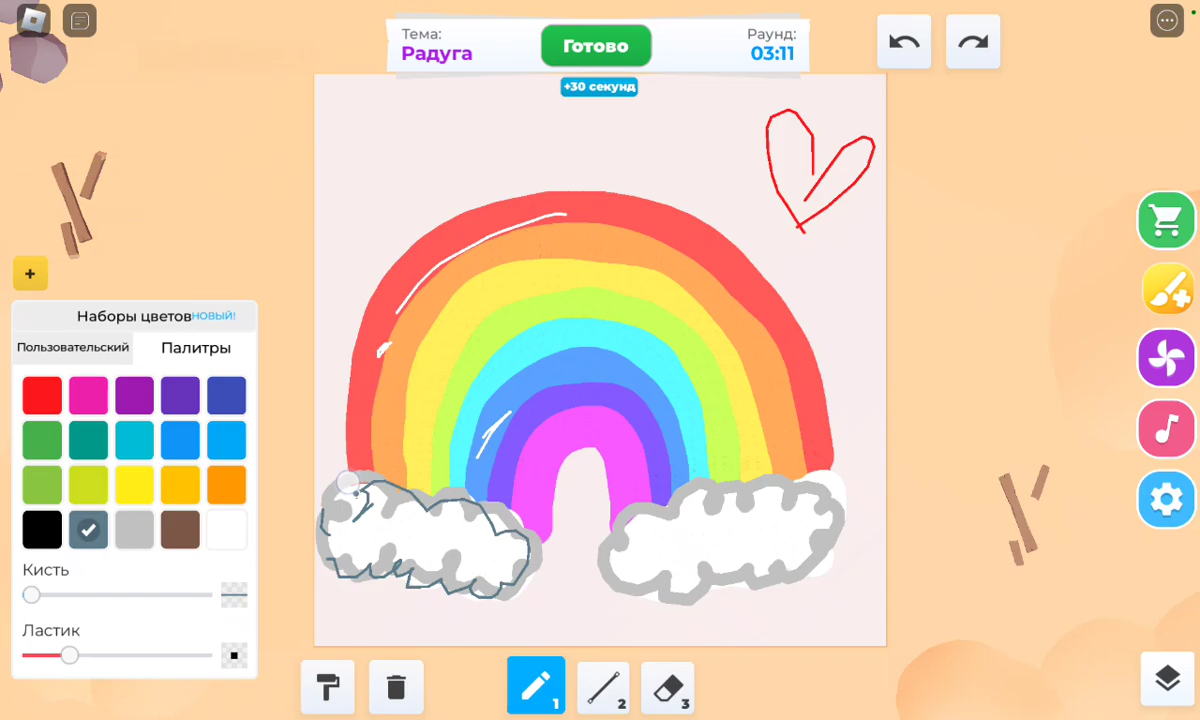 Тема:
Радуга
Готово
Раунд:
03:11
+30 секунд
+
Наборы цветов НОВЫЙ!
Пользовательский Палитры
Кисть
Ластик
1
2
3